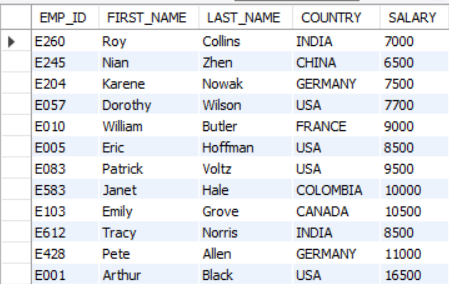 EMP_ID FIRST_NAME LAST_NAME COUNTRY SALARY
E260 Roy Collins INDIA 7000
E245 Nian Zhen CHINA 6500
E204 Karene Nowak GERMANY 7500
E057 Dorothy Wilson USA 7700
E010 William Butler FRANCE 9000
E005 Eric Hoffman USA 8500
E083 Patrick Voltz USA 9500
E583 Janet Hale COLOMBIA 10000
E103 Emily Grove CANADA 10500
E612 Tracy Norris INDIA 8500
E428 Pete Allen GERMANY 11000
E001 Arthur Black USA 16500